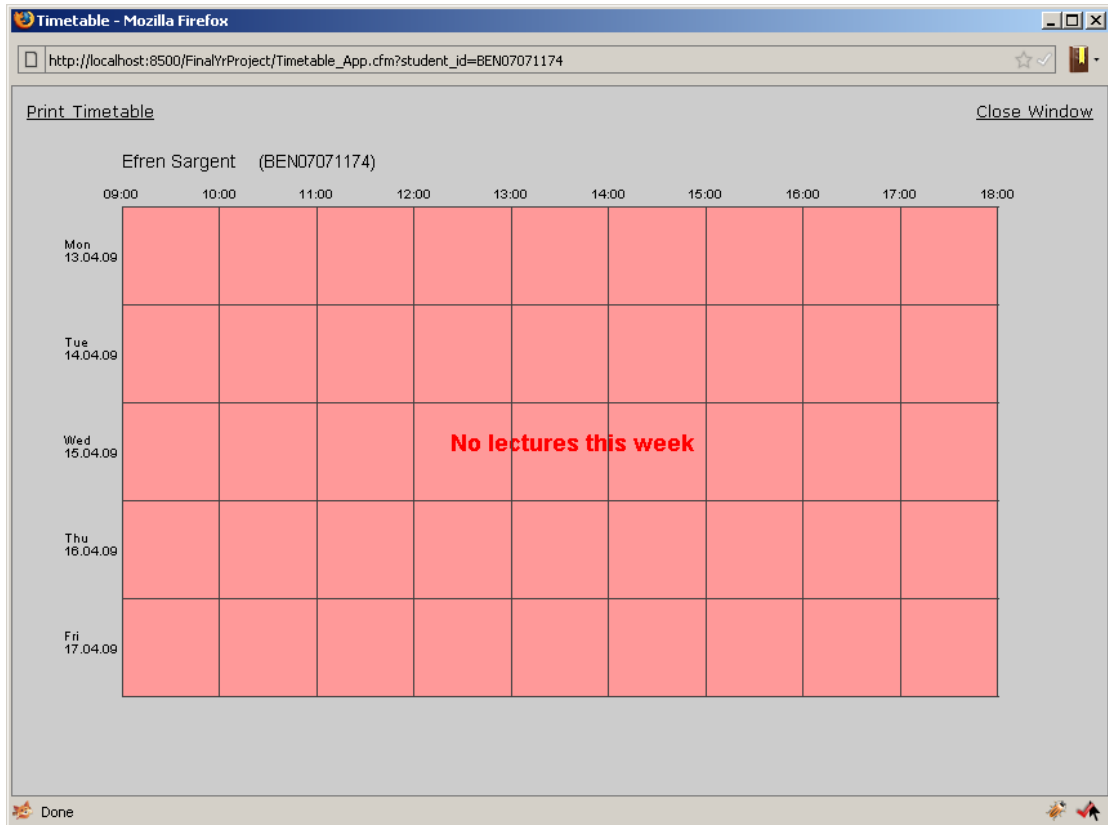 Timetable - Mozilla Firefox
http://localhost:8500/FinalYrProject/Timetable_App.cfm?student_id=BEN07071174
Print Timetable Close Window
Efren Sargent (BEN07071174)
09:00 10:00 11:00 12:00 13:00 14:00 15:00 16:00 17:00 18:00
Mon
13.04.09
Tue
14.04.09
No lectures this week
Wed
15.04.09
Thu
16.04.09
Fri
17.04.09
Done